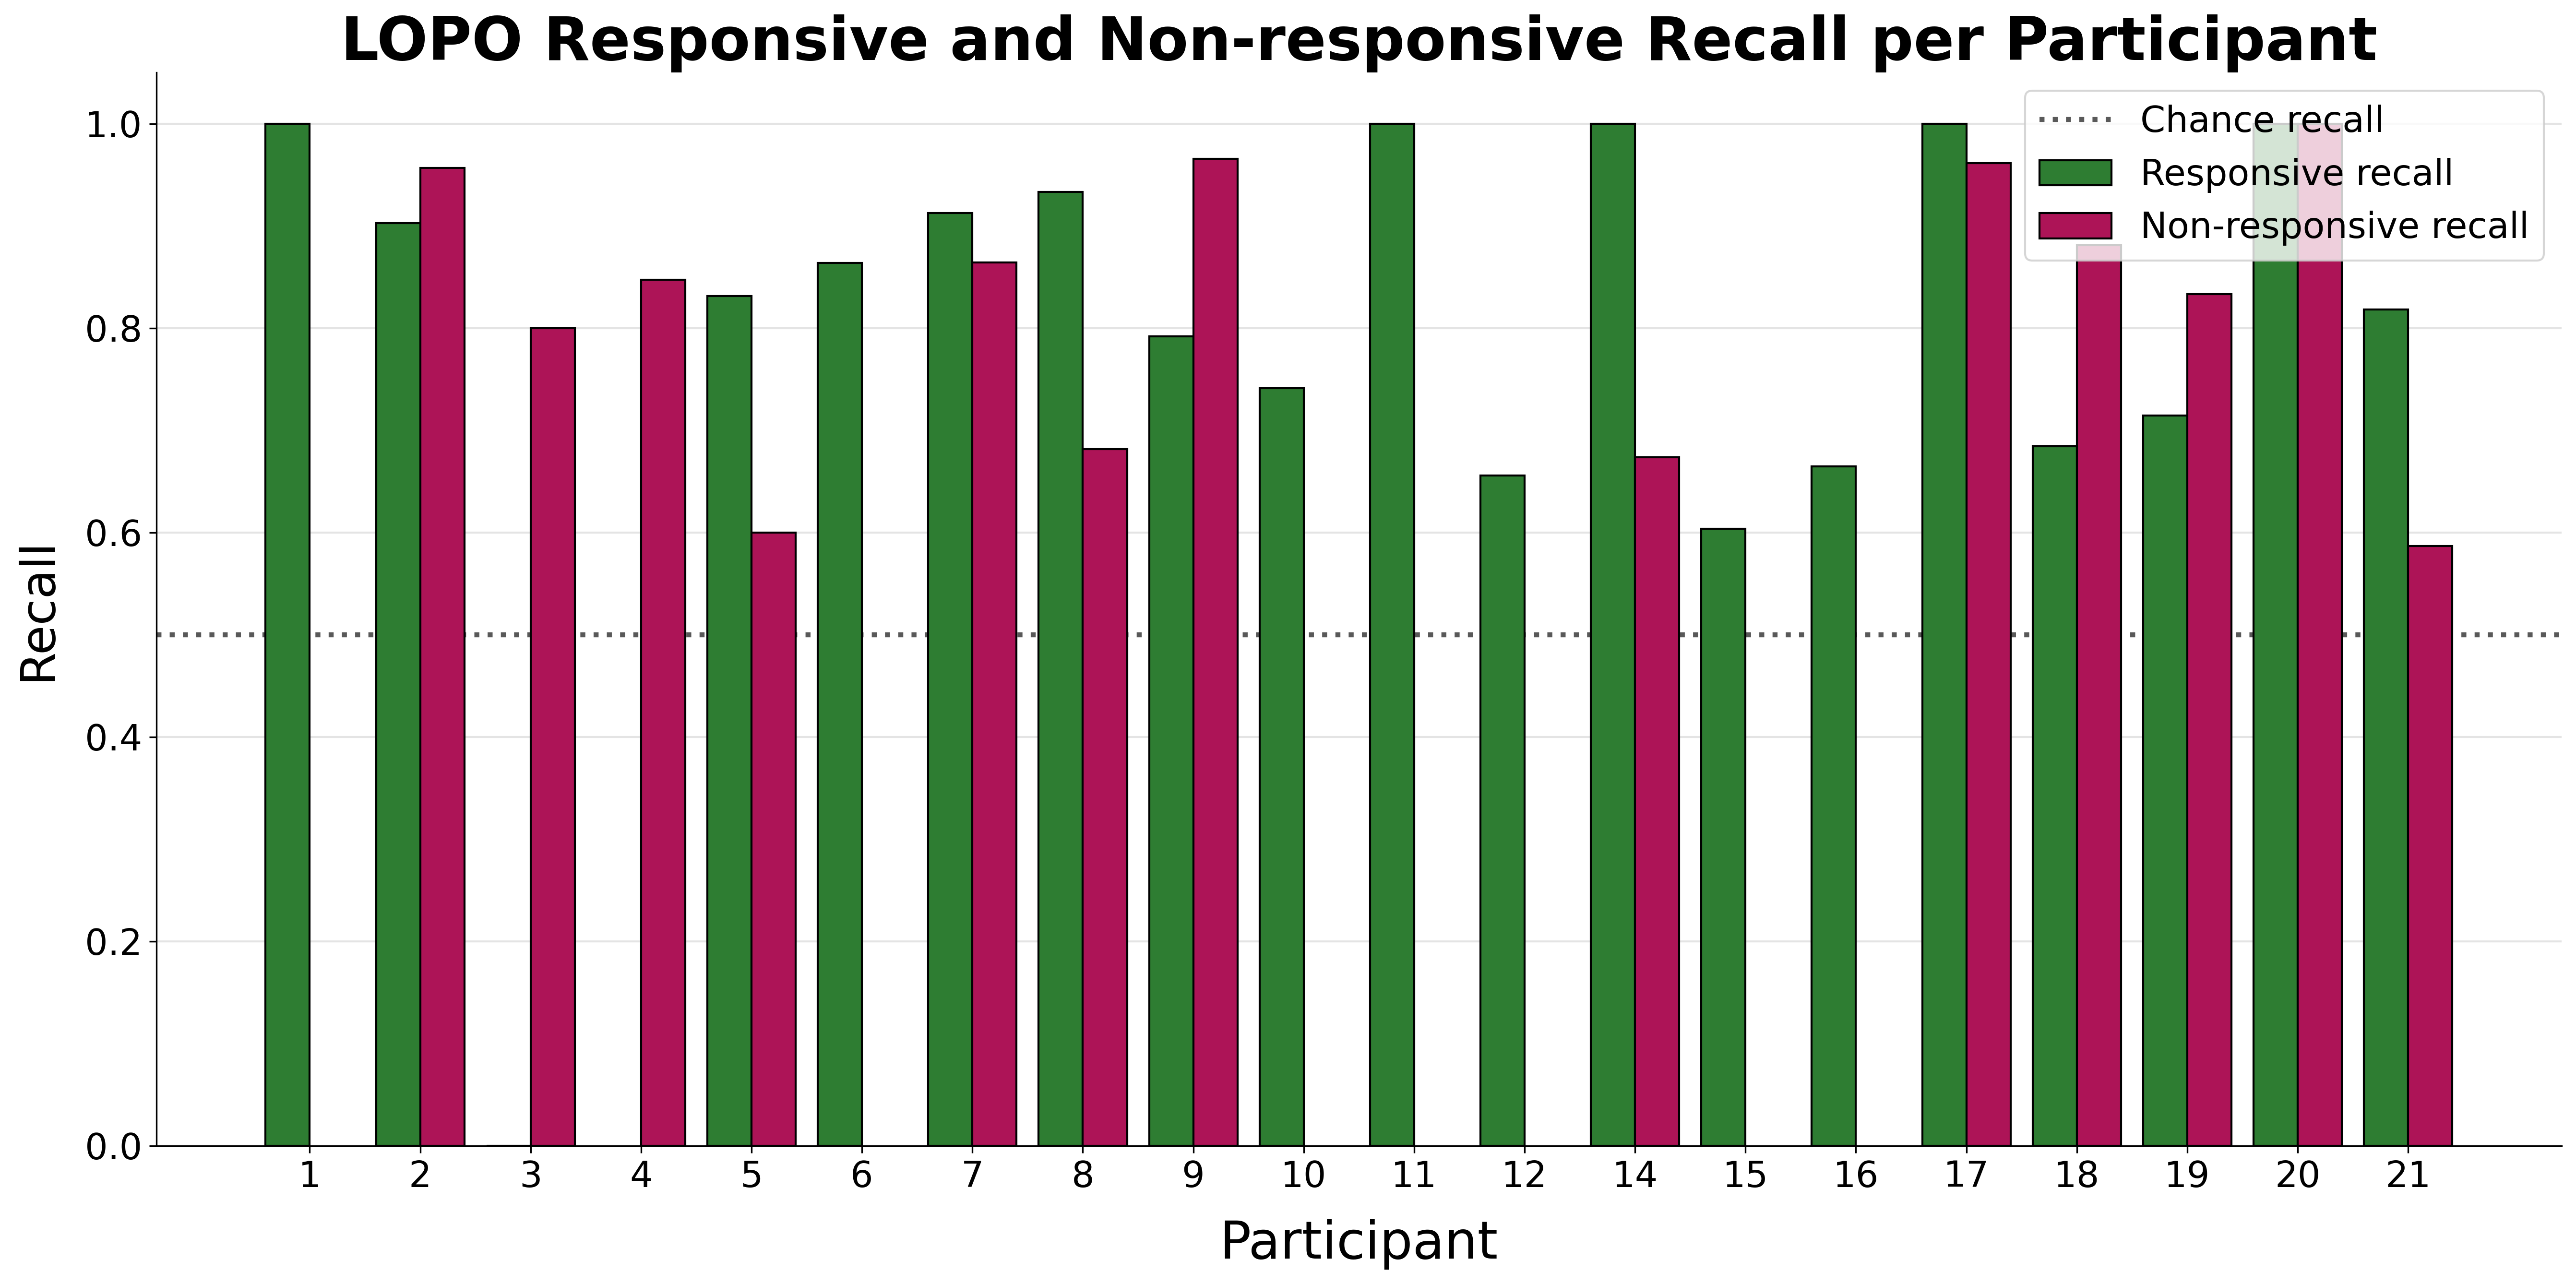 LOPO Responsive and Non-responsive Recall per Participant
Chance recall
Responsive recall
Non-responsive recall
1.0
0.8
0.6
0.4
0.2
0.0
Recall
1 2 3 4 5 6 7 8 9 10 11 12 14 15 16 17 18 19 20 21
Participant